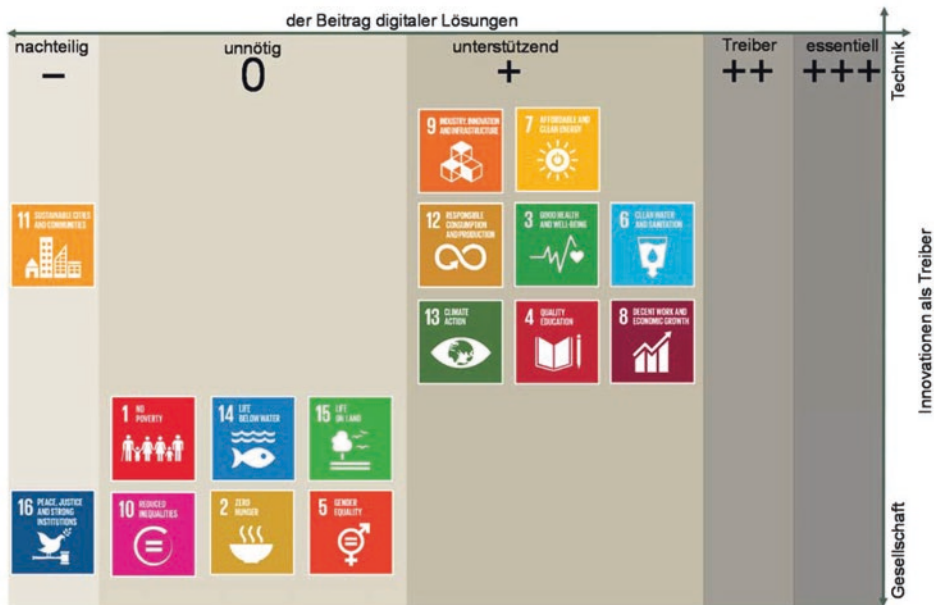 der Beitrag digitaler Lösungen
nachteilig
unnötig
unterstützend
Treiber
essentiell
–
0
+
++
+++
Technik
9 INDUSTRY, INNOVATION
AND INFRASTRUCTURE
7 AFFORDABLE AND
CLEAN ENERGY
11 SUSTAINABLE CITIES
AND COMMUNITIES
12 RESPONSIBLE
CONSUMPTION
AND PRODUCTION
3 GOOD HEALTH
AND WELL-BEING
6 CLEAN WATER
AND SANITATION
Innovationen als Treiber
13 CLIMATE
ACTION
4 QUALITY
EDUCATION
8 DECENT WORK AND
ECONOMIC GROWTH
1 NO
POVERTY
14 LIFE
BELOW WATER
15 LIFE
ON LAND
16 PEACE, JUSTICE
AND STRONG
INSTITUTIONS
10 REDUCED
INEQUALITIES
2 ZERO
HUNGER
5 GENDER
EQUALITY
Gesellschaft